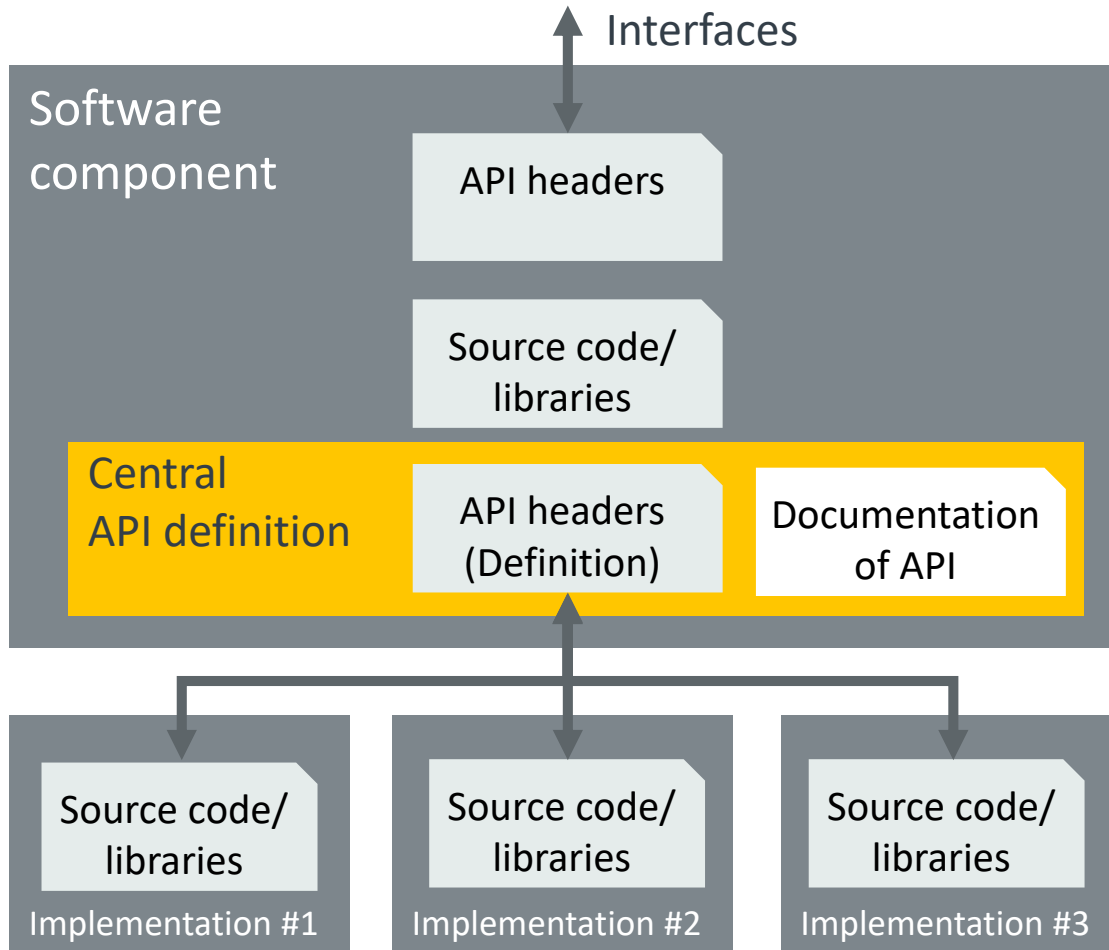 Interfaces
Software
component
API headers
Source code/
libraries
Central
API definition
API headers
(Definition)
Documentation
of API
Source code/
libraries
Implementation #1
Source code/
libraries
Implementation #2
Source code/
libraries
Implementation #3